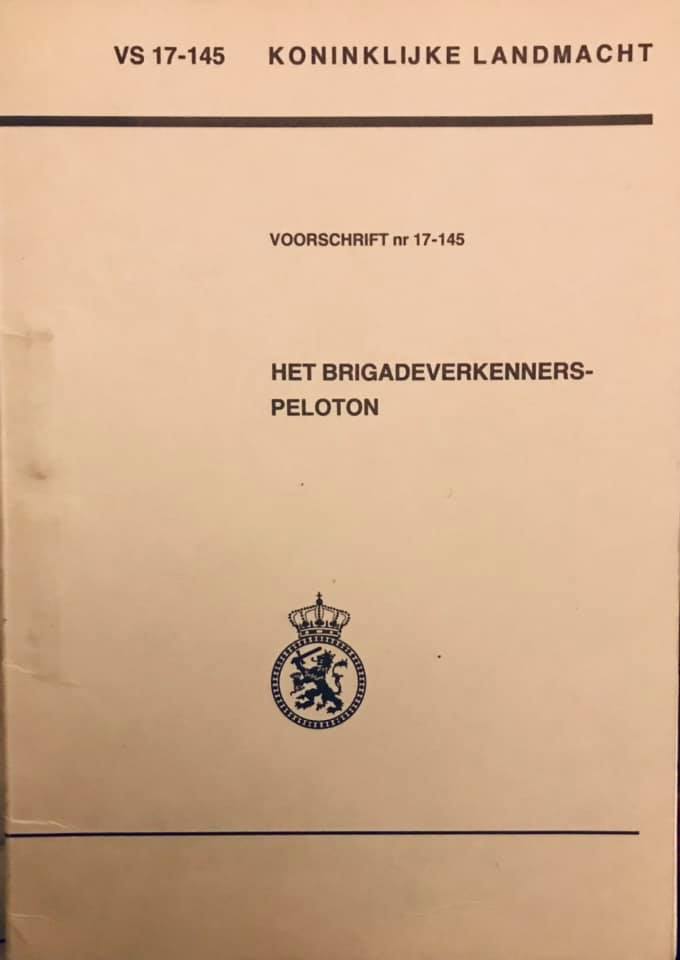 VS 17-145 KONINKLIJKE LANDMACHT
VOORSCHRIFT nr 17-145
HET BRIGADEVERKENNERS-
PELOTON